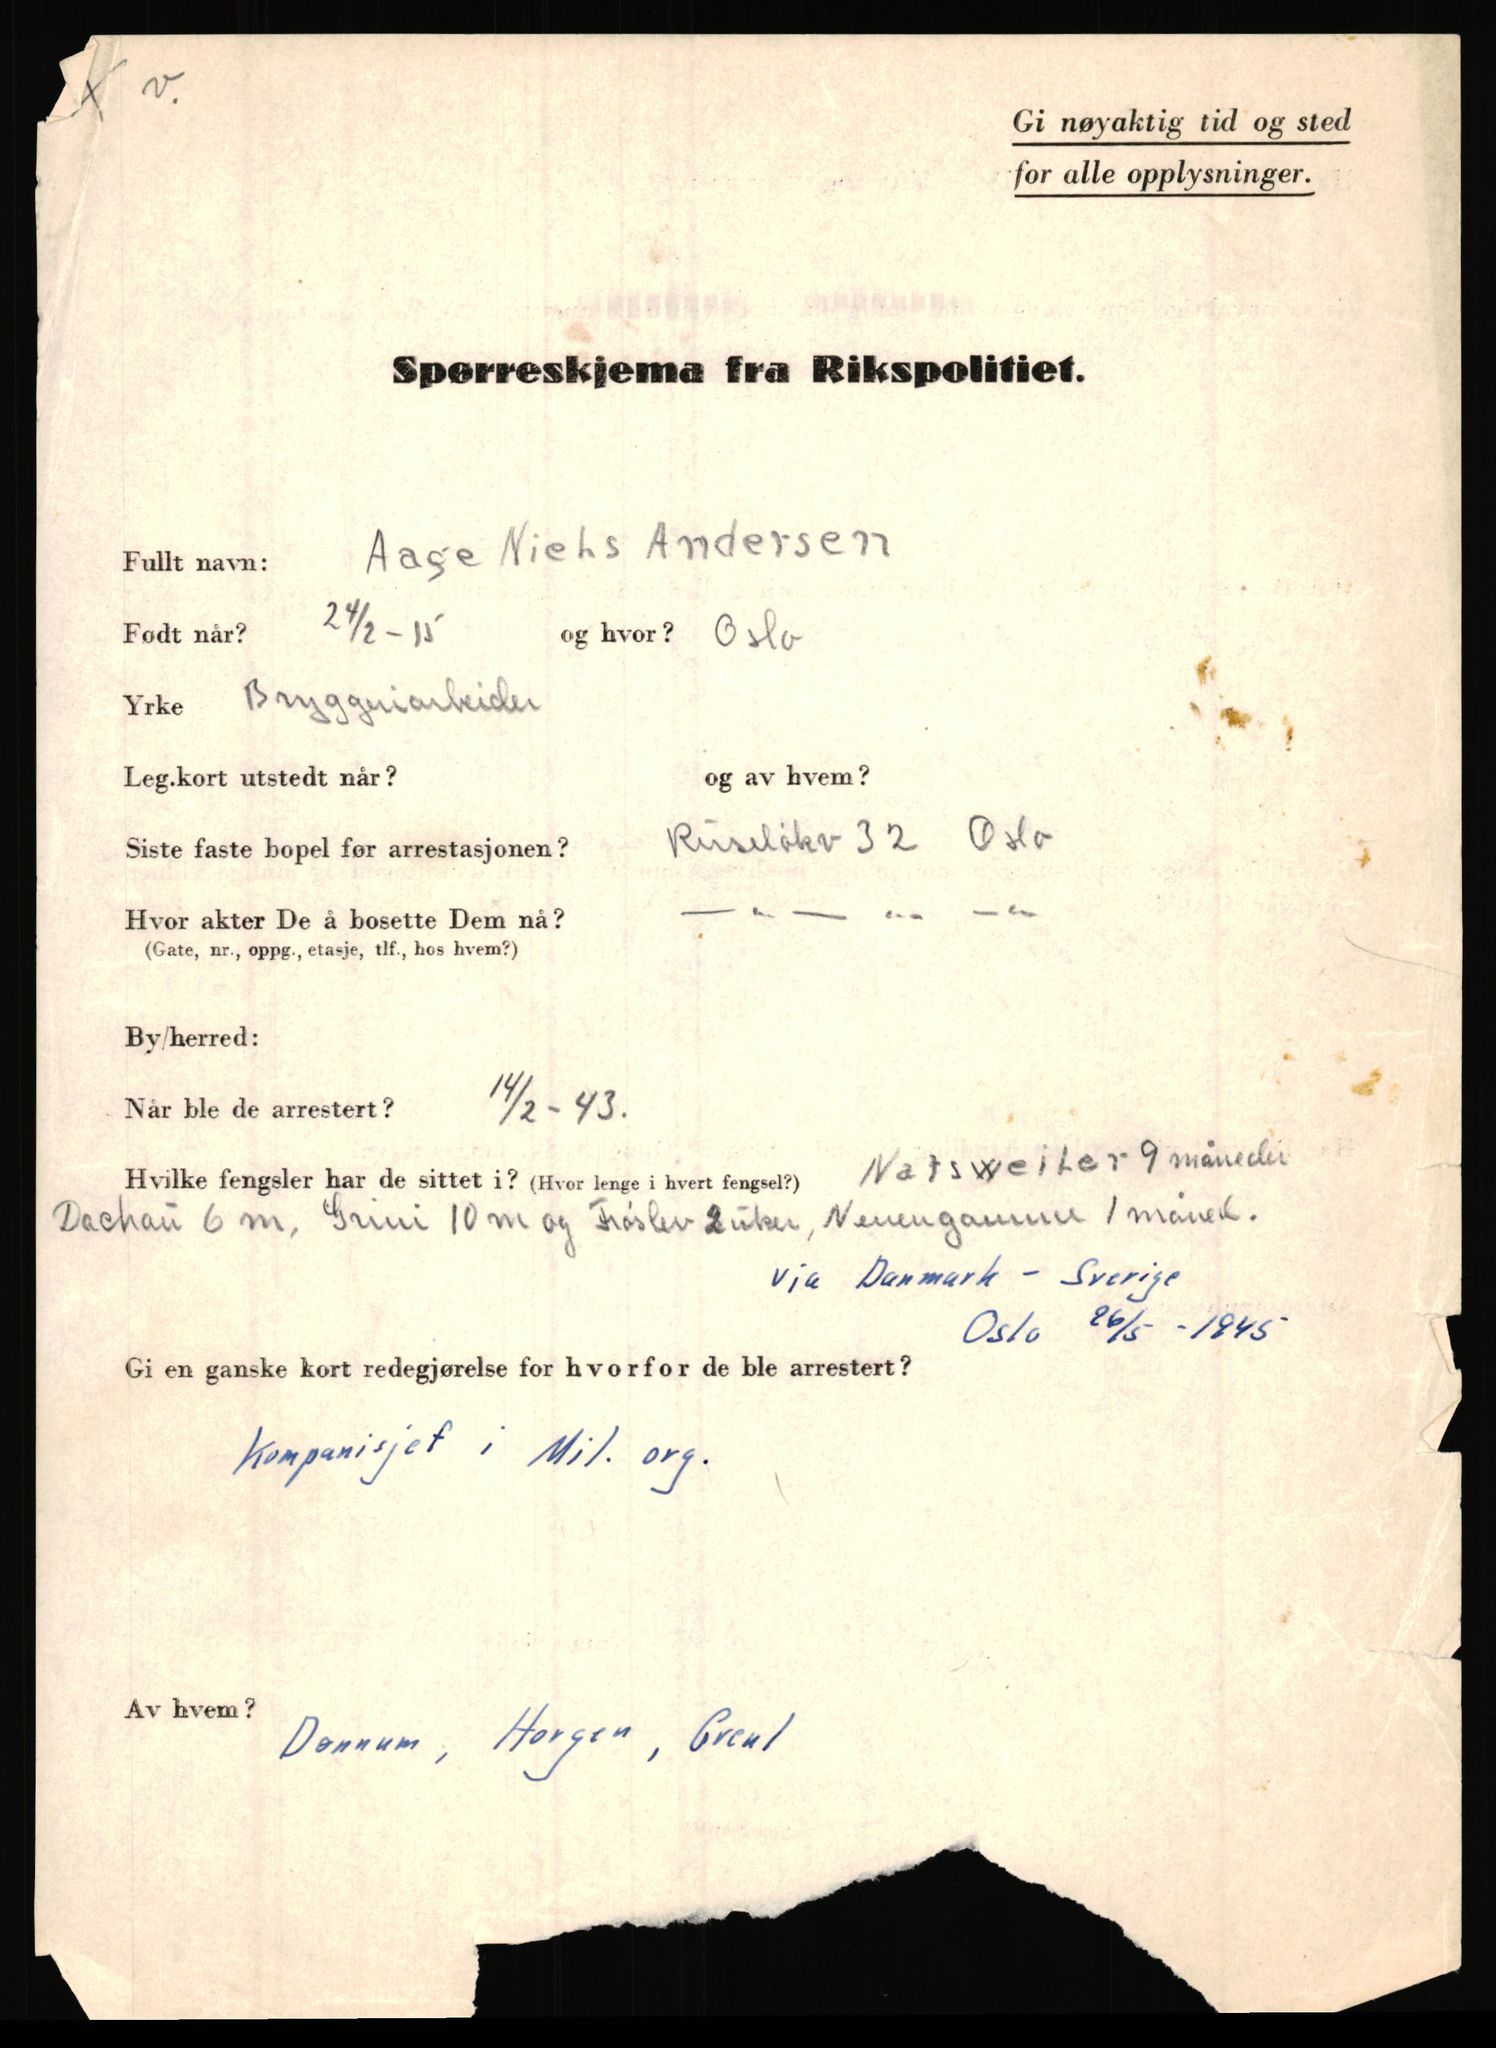 x v.
Gi nøyaktig tid og sted
for alle opplysninger.
Spørreskjema fra Rikspolitiet.
Fullt navn: Aage Niels Andersen
Født når? 24/2 - 15 og hvor? Oslo
Yrke Bryggeriarbeider
Leg.kort utstedt når? og av hvem?
Siste faste bopel før arrestasjonen? Ruseløkv 32 Oslo
Hvor akter De å bosette Dem nå? — „ — „ — „
(Gate, nr., oppg., etasje, tlf., hos hvem?)
By/herred:
Når ble de arrestert? 14/2 - 43.
Hvilke fengsler har de sittet i? (Hvor lenge i hvert fengsel?) Natsweiler 9 måneder
Dachau 6 m, Grini 10 m og Frøslev 2 uker, Neuengamme 1 måned.
via Danmark - Sverige
Oslo 26/5 - 1945
Gi en ganske kort redegjørelse for hvorfor de ble arrestert?
Kompanisjef i Mil. org.
Av hvem?
Dønnum, Horgen,